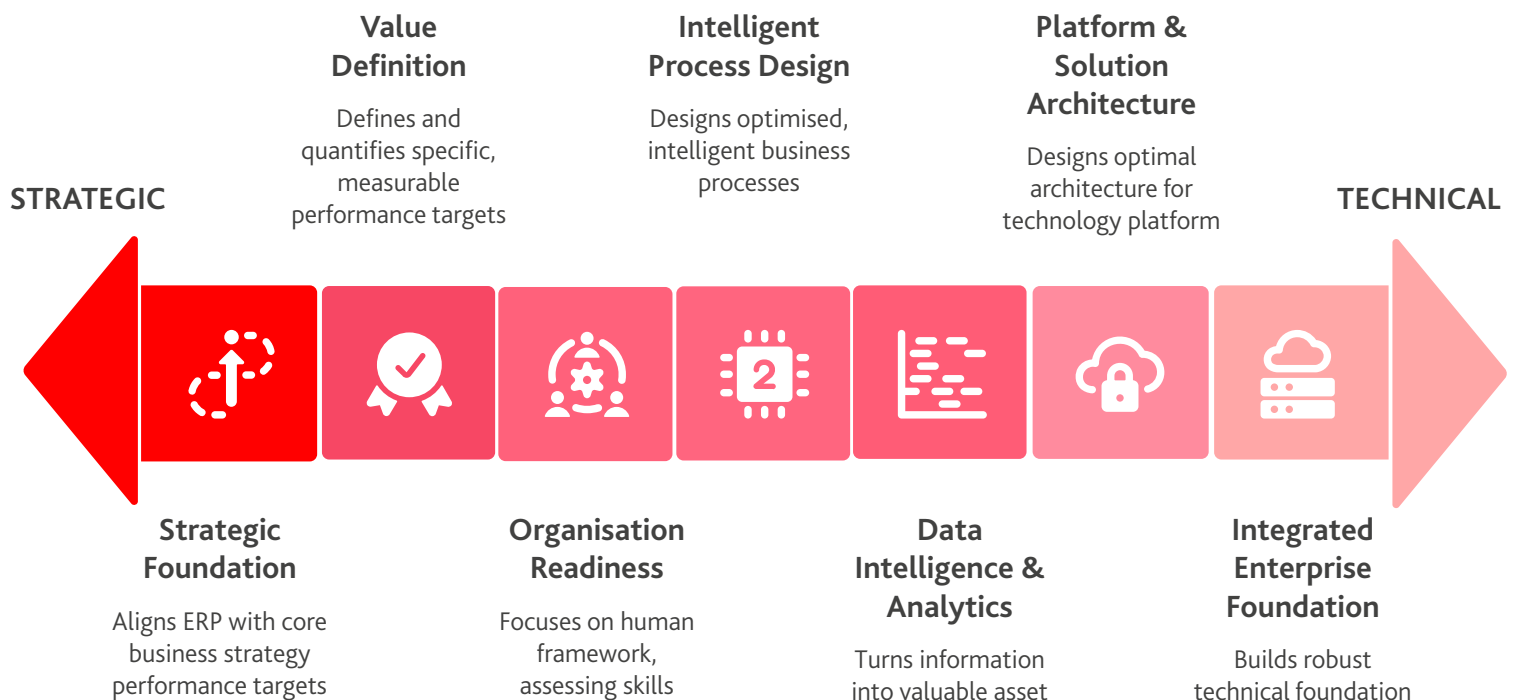 Value
Definition
Defines and
quantifies specific,
measurable
performance targets
Intelligent
Process Design
Designs optimised,
intelligent business
processes
Platform &
Solution
Architecture
Designs optimal
architecture for
technology platform
STRATEGIC
TECHNICAL
2
Strategic
Foundation
Aligns ERP with core
business strategy
performance targets
Organisation
Readiness
Focuses on human
framework,
assessing skills
Data
Intelligence &
Analytics
Turns information
into valuable asset
Integrated
Enterprise
Foundation
Builds robust
technical foundation